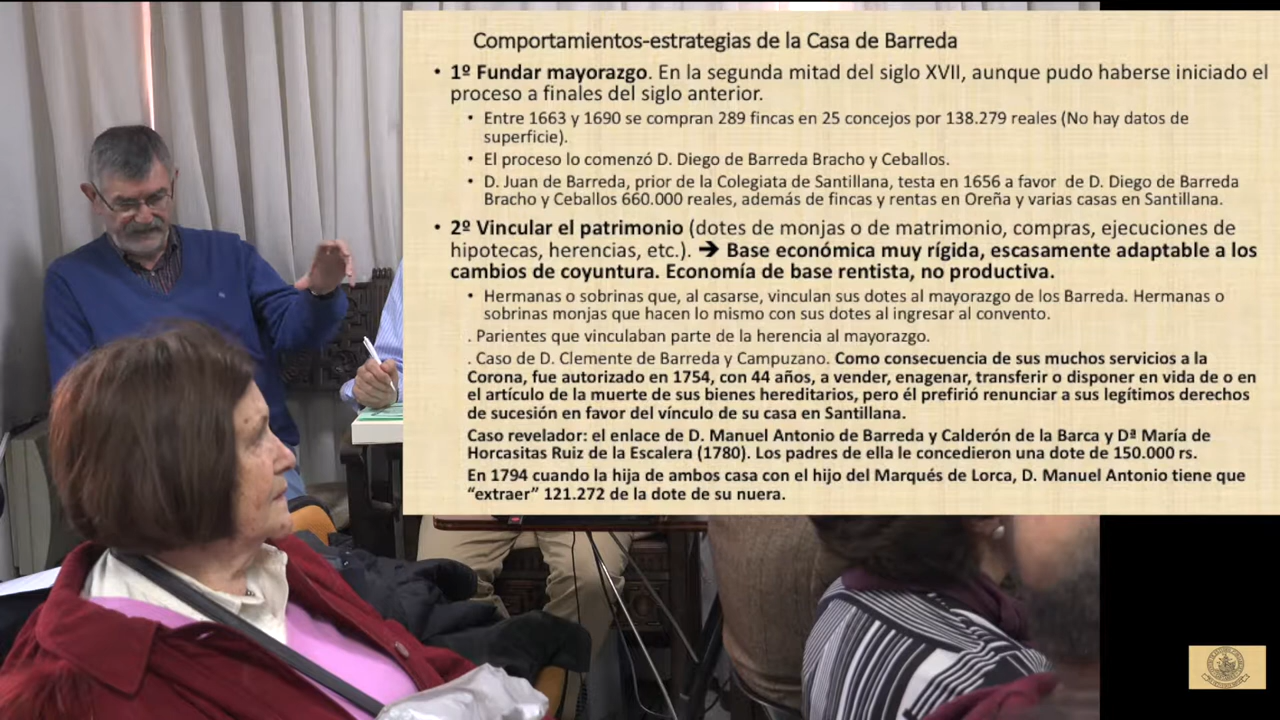 Comportamientos-estrategias de la Casa de Barreda
• 1º Fundar mayorazgo. En la segunda mitad del siglo XVII, aunque pudo haberse iniciado el
proceso a finales del siglo anterior.
• Entre 1663 y 1690 se compran 289 fincas en 25 concejos por 138.279 reales (No hay datos de
superficie).
• El proceso lo comenzó D. Diego de Barreda Bracho y Ceballos.
• D. Juan de Barreda, prior de la Colegiata de Santillana, testa en 1656 a favor de D. Diego de Barreda
Bracho y Ceballos 660.000 reales, además de fincas y rentas en Oreña y varias casas en Santillana.
• 2º Vincular el patrimonio (dotes de monjas o de matrimonio, compras, ejecuciones de
hipotecas, herencias, etc.). ➔ Base económica muy rígida, escasamente adaptable a los
cambios de coyuntura. Economía de base rentista, no productiva.
• Hermanas o sobrinas que, al casarse, vinculan sus dotes al mayorazgo de los Barreda. Hermanas o
sobrinas monjas que hacen lo mismo con sus dotes al ingresar al convento.
. Parientes que vinculaban parte de la herencia al mayorazgo.
. Caso de D. Clemente de Barreda y Campuzano. Como consecuencia de sus muchos servicios a la
Corona, fue autorizado en 1754, con 44 años, a vender, enagenar, transferir o disponer en vida de o en
el artículo de la muerte de sus bienes hereditarios, pero él prefirió renunciar a sus legítimos derechos
de sucesión en favor del vínculo de su casa en Santillana.
Caso revelador: el enlace de D. Manuel Antonio de Barreda y Calderón de la Barca y Dª María de
Horcasitas Ruiz de la Escalera (1780). Los padres de ella le concedieron una dote de 150.000 rs.
En 1794 cuando la hija de ambos casa con el hijo del Marqués de Lorca, D. Manuel Antonio tiene que
“extraer” 121.272 de la dote de su nuera.